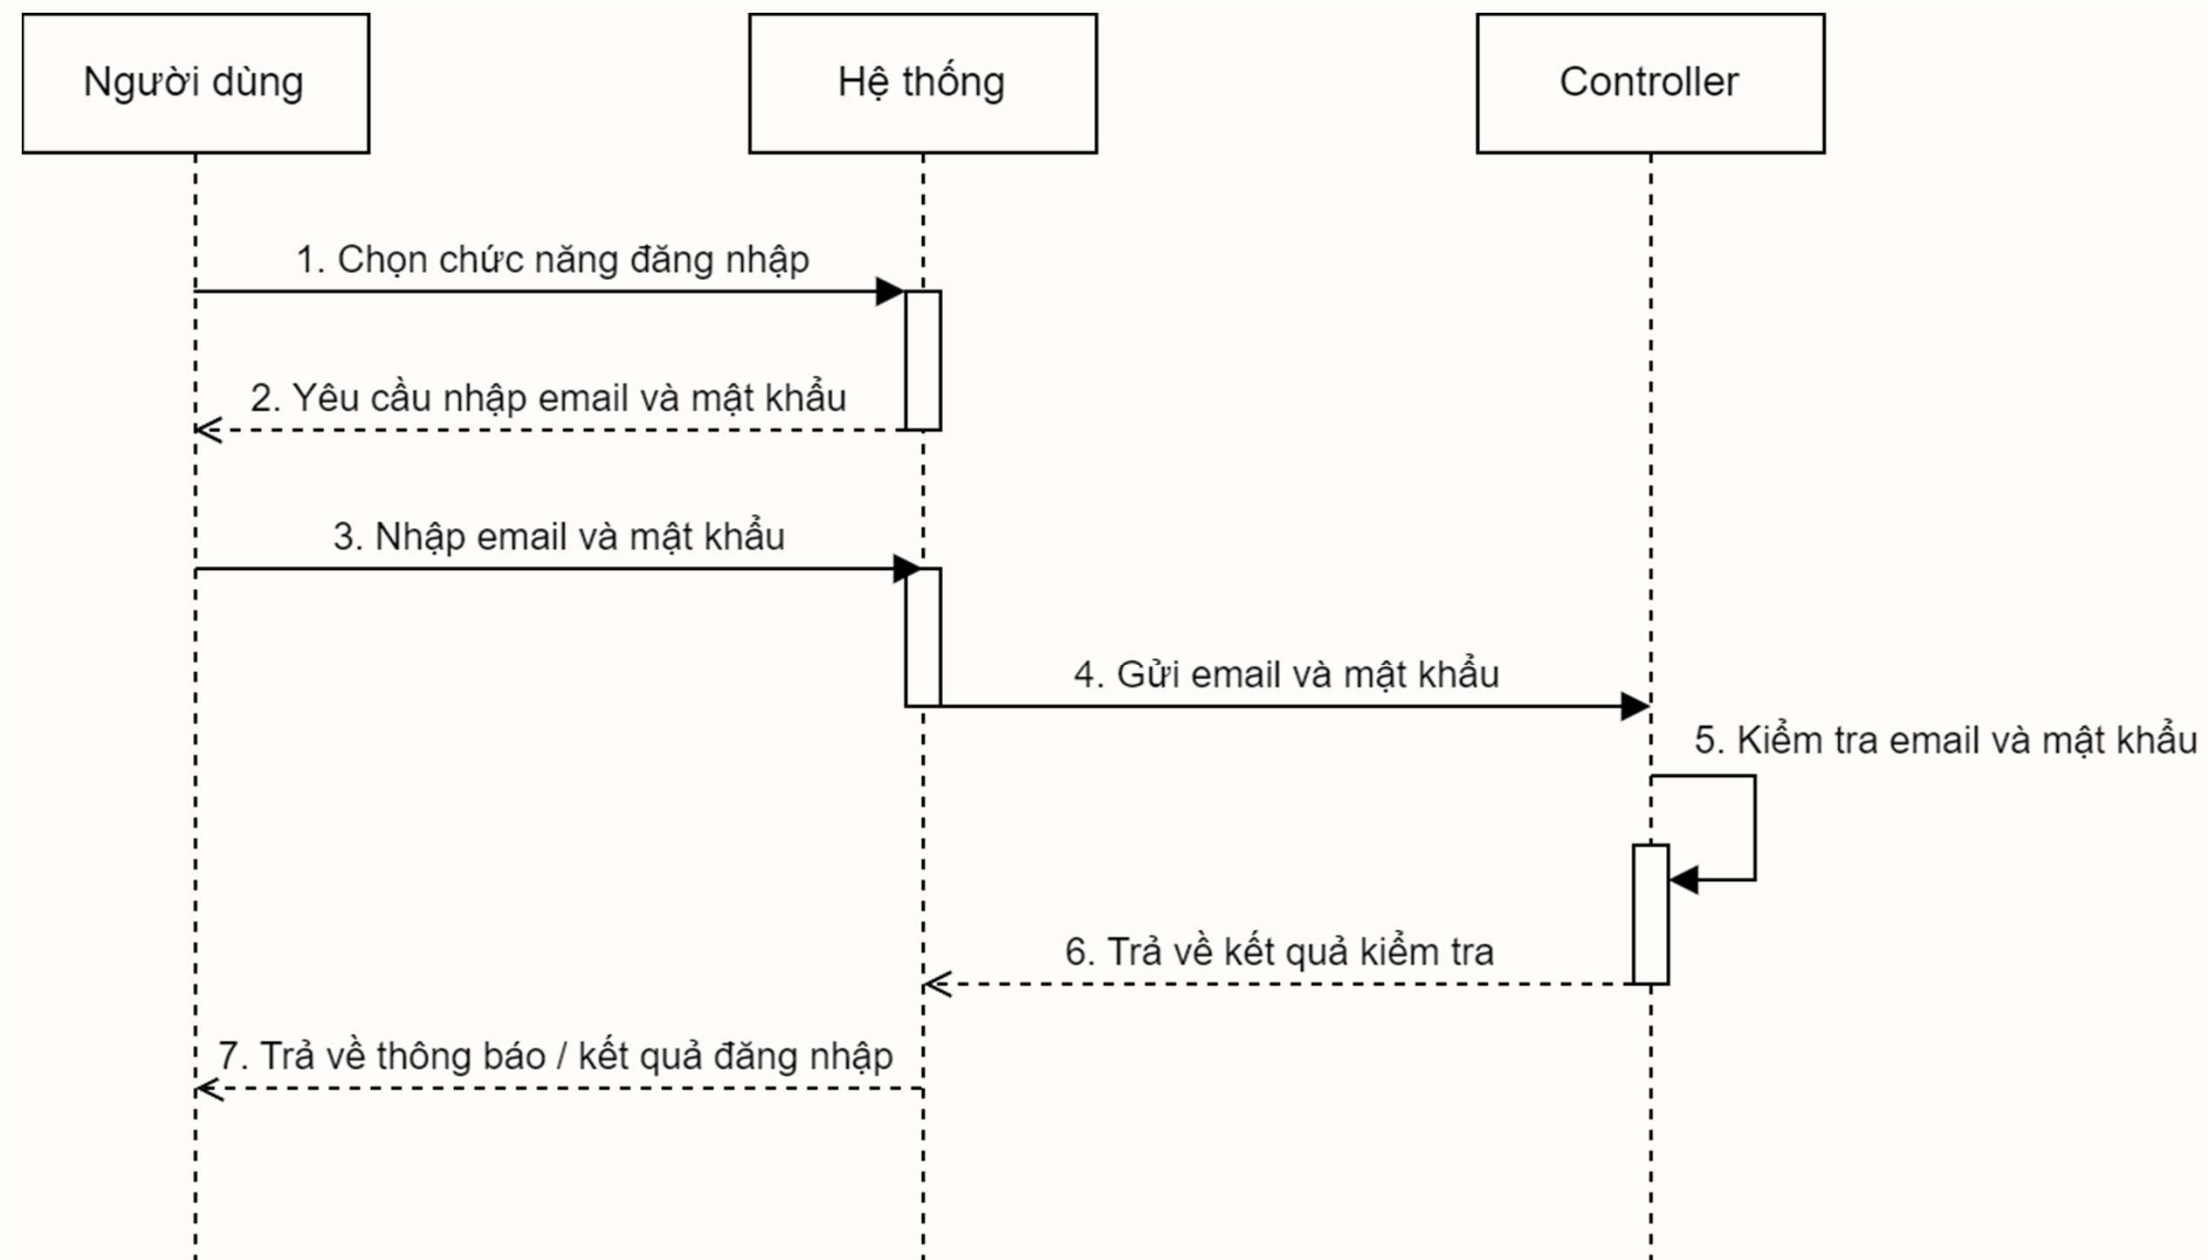 Người dùng
Hệ thống
Controller
1. Chọn chức năng đăng nhập
2. Yêu cầu nhập email và mật khẩu
3. Nhập email và mật khẩu
4. Gửi email và mật khẩu
5. Kiểm tra email và mật khẩu
6. Trả về kết quả kiểm tra
7. Trả về thông báo / kết quả đăng nhập